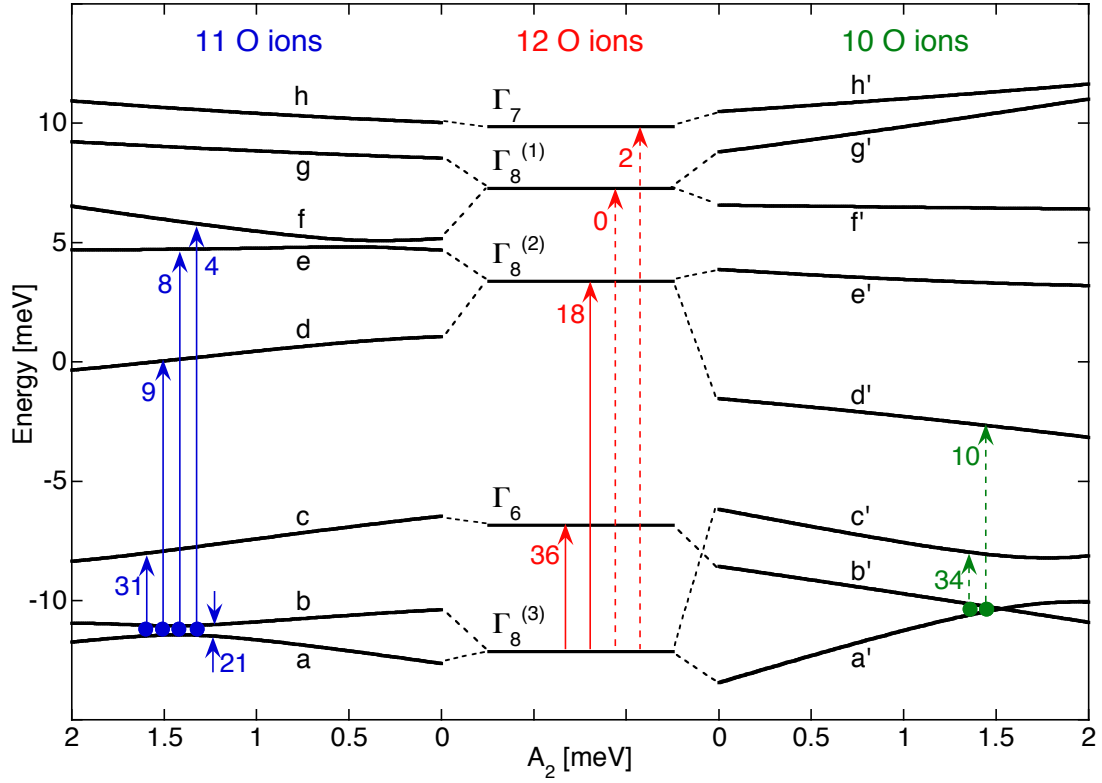 11 O ions
12 O ions
10 O ions
h
g
f
e
d
c
b
a
Γ₇
Γ₈⁽¹⁾
Γ₈⁽²⁾
Γ₆
Γ₈⁽³⁾
h'
g'
f'
e'
d'
c'
b'
a'
31
9
8
4
21
36
18
0
2
34
10
Energy [meV]
10
5
0
-5
-10
2
1.5
1
0.5
0
0
0.5
1
1.5
2
A₂ [meV]